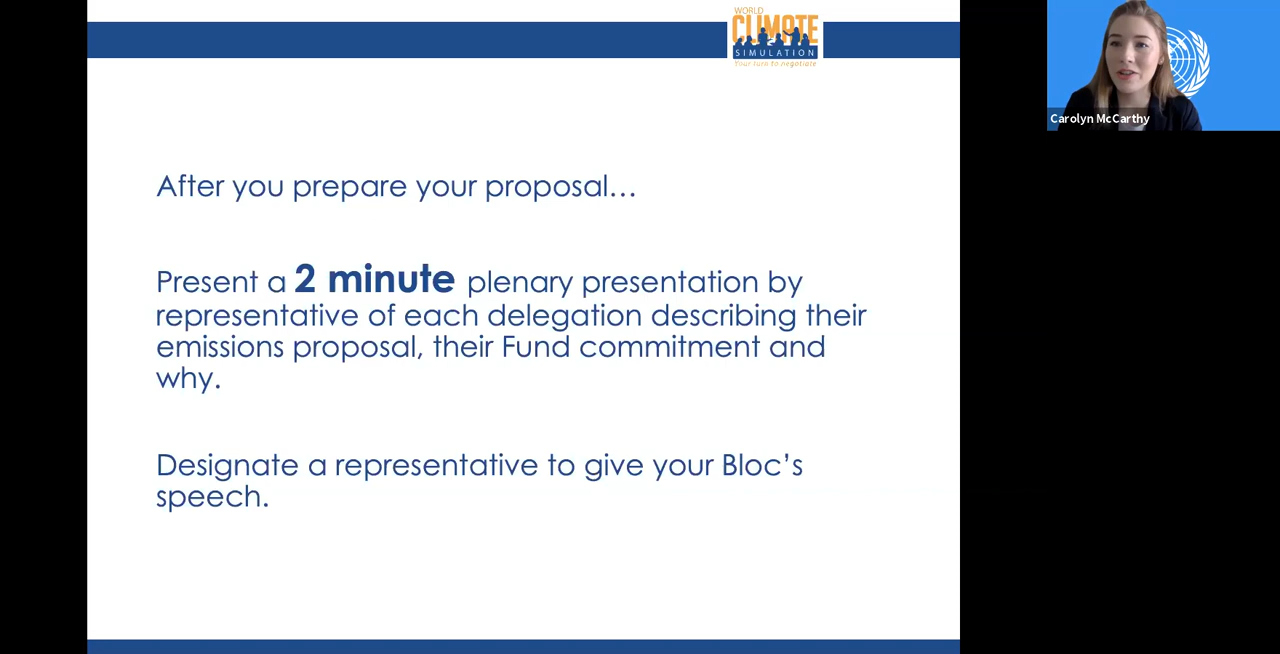 WORLD
CLIMATE
SIMULATION
Your turn to negotiate
Carolyn McCarthy
After you prepare your proposal…
Present a 2 minute plenary presentation by
representative of each delegation describing their
emissions proposal, their Fund commitment and
why.
Designate a representative to give your Bloc’s
speech.